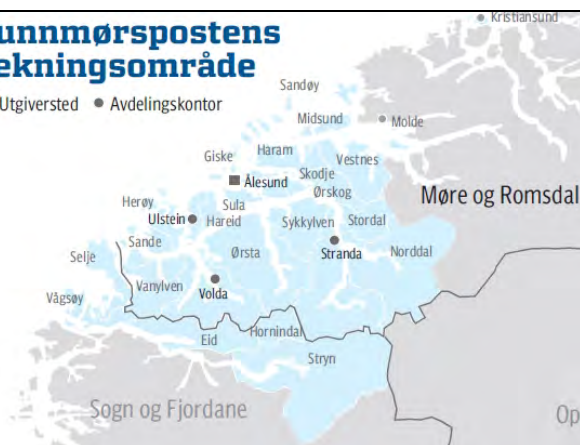 unnmørspostens
ekningsområde
Utgiversted ● Avdelingskontor
Kristiansund
Sandøy
Midsund
Molde
Haram
Giske
Vestnes
Skodje
Ålesund
Ørskog
Møre og Romsdal
Herøy
Sula
Ulstein
Hareid
Sykkylven
Stordal
Sande
Ørsta
Stranda
Norddal
Selje
Vanylven
Volda
Vågsøy
Hornindal
Eid
Stryn
Sogn og Fjordane
Op